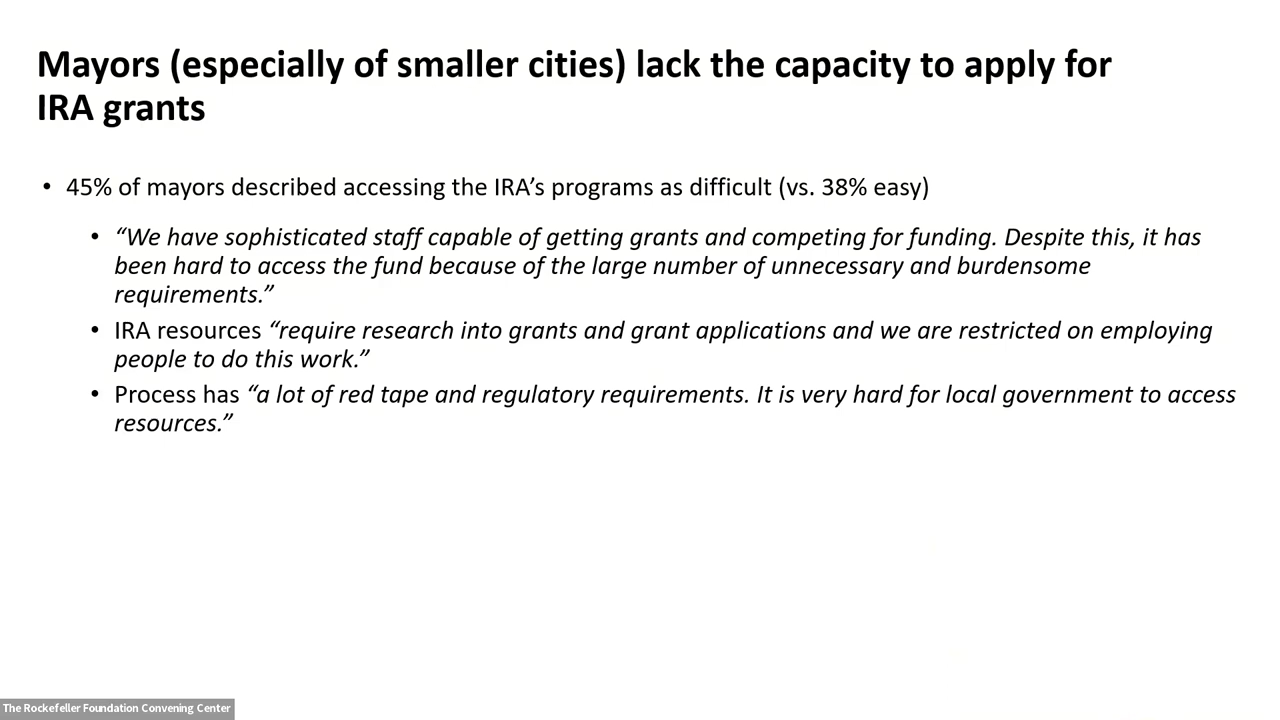 Mayors (especially of smaller cities) lack the capacity to apply for
IRA grants
• 45% of mayors described accessing the IRA’s programs as difficult (vs. 38% easy)
• “We have sophisticated staff capable of getting grants and competing for funding. Despite this, it has
been hard to access the fund because of the large number of unnecessary and burdensome
requirements.”
• IRA resources “require research into grants and grant applications and we are restricted on employing
people to do this work.”
• Process has “a lot of red tape and regulatory requirements. It is very hard for local government to access
resources.”
The Rockefeller Foundation Convening Center